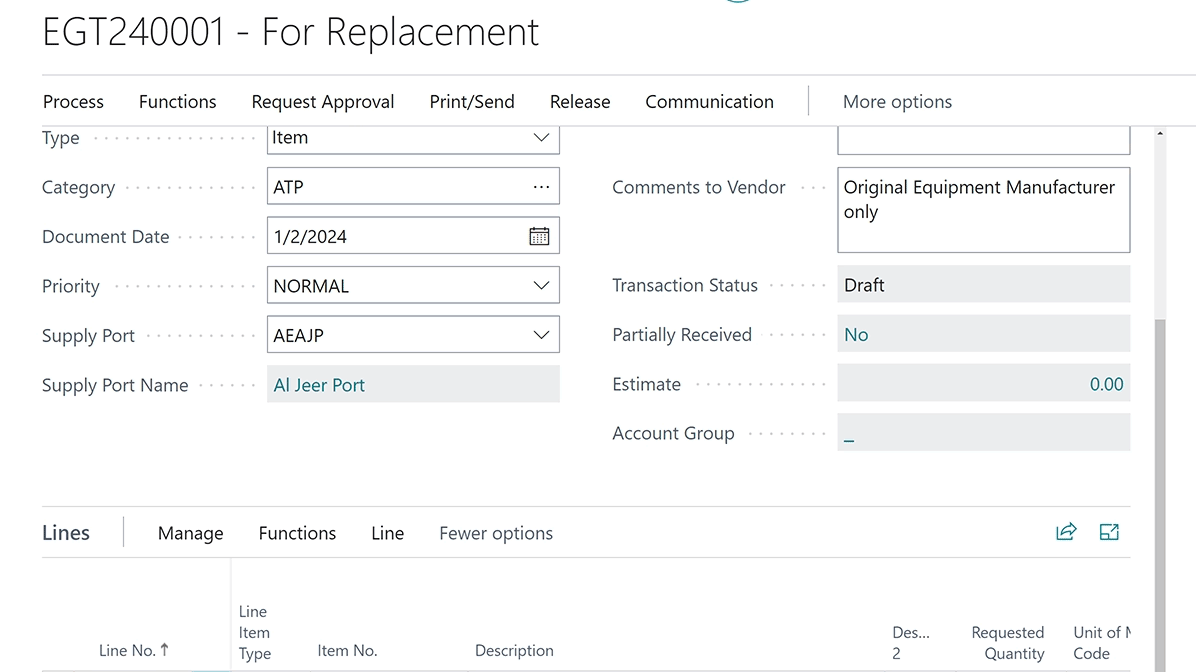 EGT240001 - For Replacement
Process Functions Request Approval Print/Send Release Communication More options
Type Item
Category ATP
Document Date 1/2/2024
Priority NORMAL
Supply Port AEAJP
Supply Port Name Al Jeer Port
Comments to Vendor Original Equipment Manufacturer
only
Transaction Status Draft
Partially Received No
Estimate 0.00
Account Group _
Lines Manage Functions Line Fewer options
Line No. ↑
Line
Item
Type
Item No.
Description
Des...
2
Requested
Quantity
Unit of M
Code